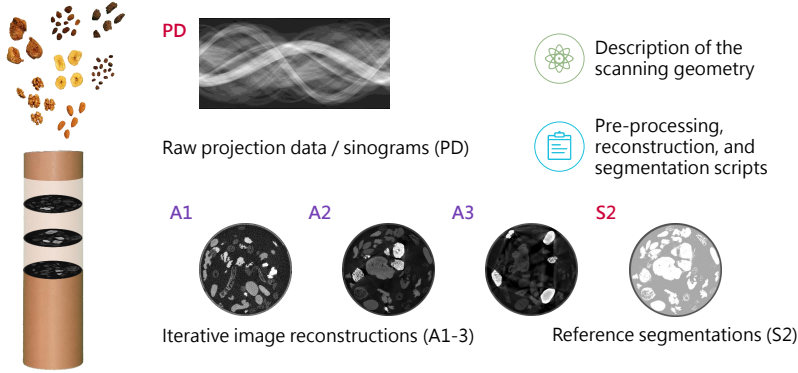 PD
Raw projection data / sinograms (PD)
Description of the
scanning geometry
Pre-processing,
reconstruction, and
segmentation scripts
A1
A2
A3
S2
Iterative image reconstructions (A1-3)
Reference segmentations (S2)